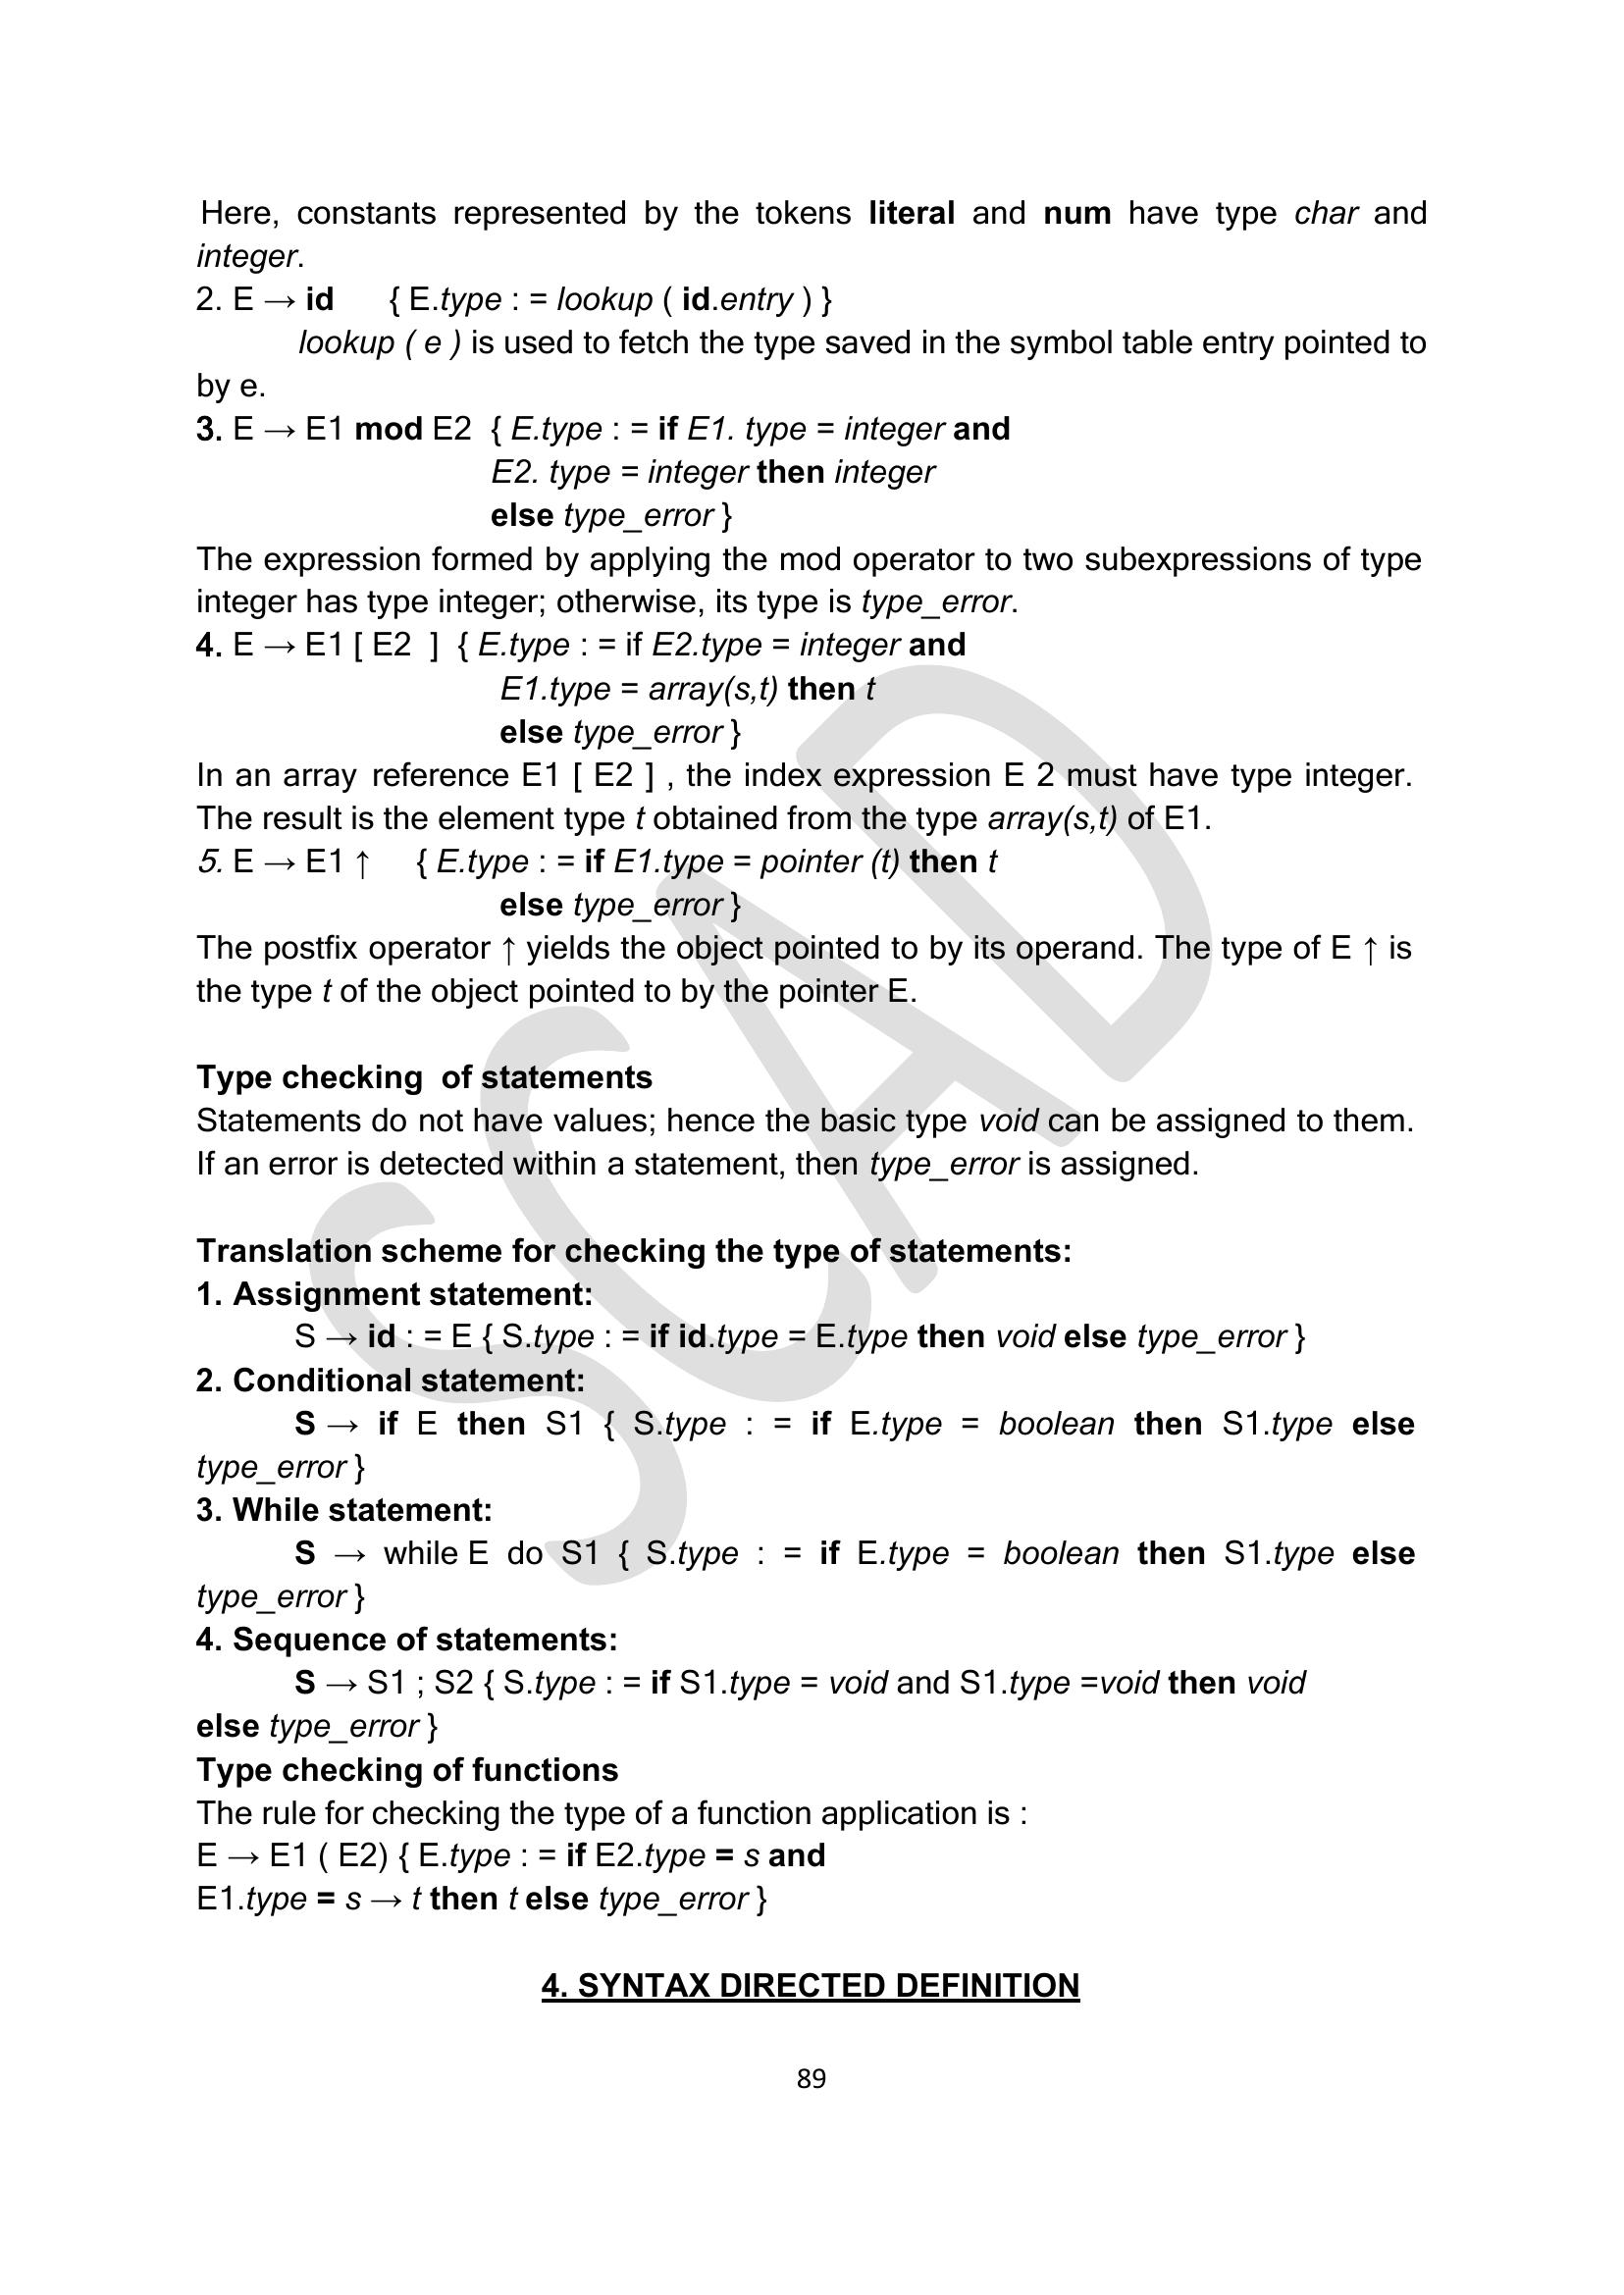 Here, constants represented by the tokens literal and num have type char and
integer.
2. E → id { E.type : = lookup ( id.entry ) }
lookup ( e ) is used to fetch the type saved in the symbol table entry pointed to
by e.
3. E → E1 mod E2 { E.type : = if E1. type = integer and
E2. type = integer then integer
else type_error }
The expression formed by applying the mod operator to two subexpressions of type
integer has type integer; otherwise, its type is type_error.
4. E → E1 [ E2 ] { E.type : = if E2.type = integer and
E1.type = array(s,t) then t
else type_error }
In an array reference E1 [ E2 ] , the index expression E 2 must have type integer.
The result is the element type t obtained from the type array(s,t) of E1.
5. E → E1 ↑ { E.type : = if E1.type = pointer (t) then t
else type_error }
The postfix operator ↑ yields the object pointed to by its operand. The type of E ↑ is
the type t of the object pointed to by the pointer E.
Type checking of statements
Statements do not have values; hence the basic type void can be assigned to them.
If an error is detected within a statement, then type_error is assigned.
Translation scheme for checking the type of statements:
1. Assignment statement:
S → id : = E { S.type : = if id.type = E.type then void else type_error }
2. Conditional statement:
S → if E then S1 { S.type : = if E.type = boolean then S1.type else
type_error }
3. While statement:
S → while E do S1 { S.type : = if E.type = boolean then S1.type else
type_error }
4. Sequence of statements:
S → S1 ; S2 { S.type : = if S1.type = void and S1.type =void then void
else type_error }
Type checking of functions
The rule for checking the type of a function application is :
E → E1 ( E2) { E.type : = if E2.type = s and
E1.type = s → t then t else type_error }
4. SYNTAX DIRECTED DEFINITION
89
SCAD